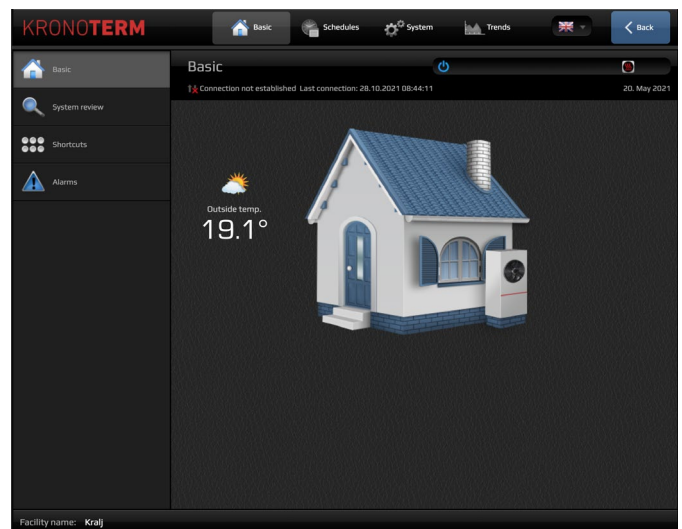 KRONOTERM
Basic
Schedules
System
Trends
Back
Basic
System review
Shortcuts
Alarms
Basic
Connection not established Last connection: 28.10.2021 08:44:11
20. May 2021
Outside temp.
19.1°
Facility name: Kralj